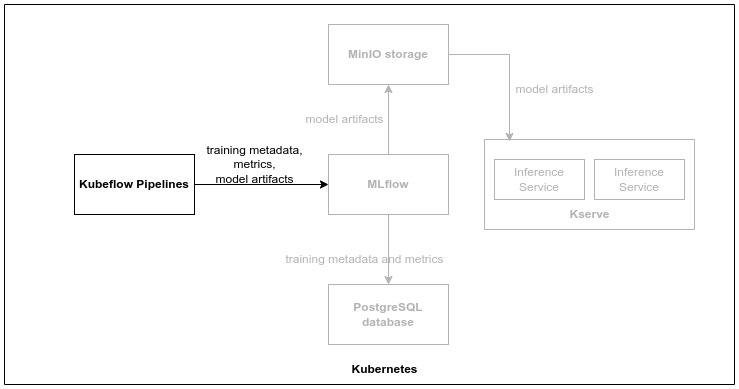 MinIO storage
model artifacts
model artifacts
training metadata,
metrics,
model artifacts
Kubeflow Pipelines
MLflow
Inference
Service
Inference
Service
Kserve
training metadata and metrics
PostgreSQL
database
Kubernetes